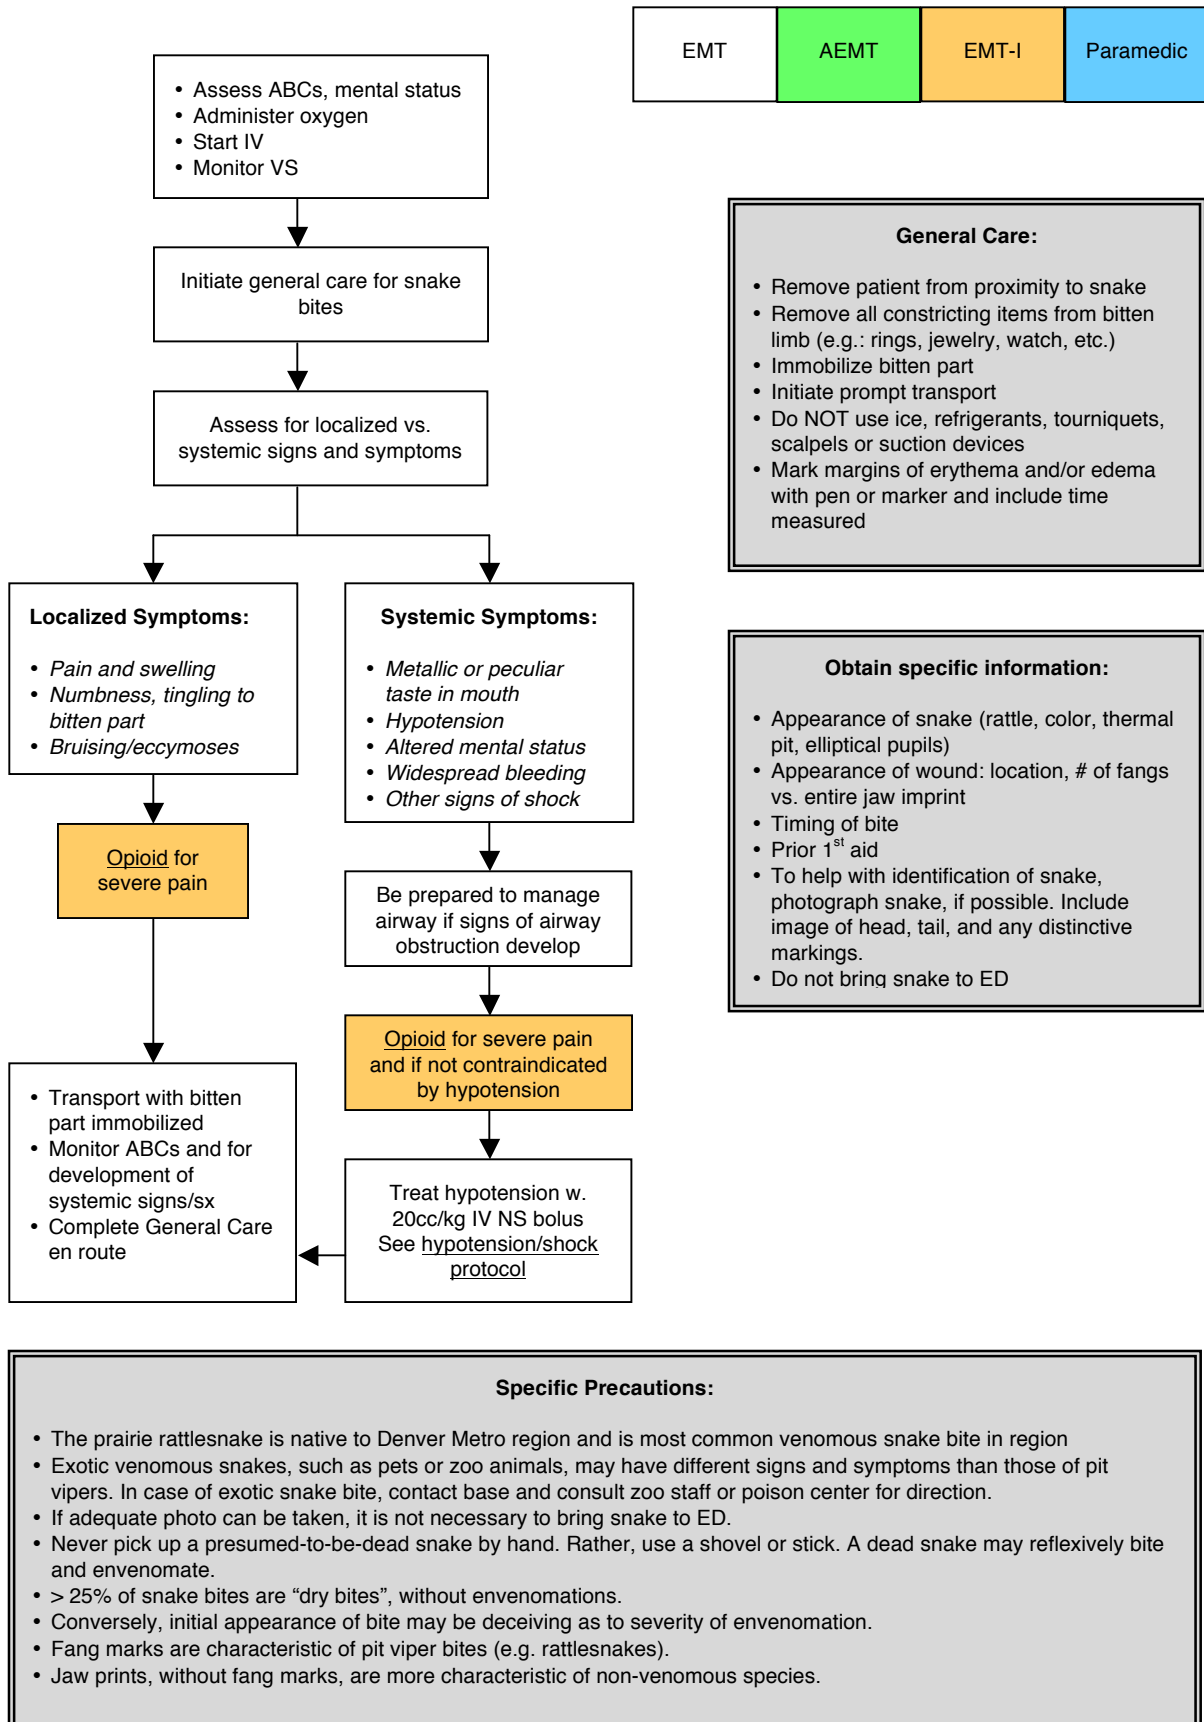 EMT
AEMT
EMT-I
Paramedic
• Assess ABCs, mental status
• Administer oxygen
• Start IV
• Monitor VS
Initiate general care for snake
bites
Assess for localized vs.
systemic signs and symptoms
Localized Symptoms:
• Pain and swelling
• Numbness, tingling to
bitten part
• Bruising/eccymoses
Opioid for
severe pain
Systemic Symptoms:
• Metallic or peculiar
taste in mouth
• Hypotension
• Altered mental status
• Widespread bleeding
• Other signs of shock
Be prepared to manage
airway if signs of airway
obstruction develop
Opioid for severe pain
and if not contraindicated
by hypotension
Treat hypotension w.
20cc/kg IV NS bolus
See hypotension/shock
protocol
• Transport with bitten
part immobilized
• Monitor ABCs and for
development of
systemic signs/sx
• Complete General Care
en route
General Care:
• Remove patient from proximity to snake
• Remove all constricting items from bitten
limb (e.g.: rings, jewelry, watch, etc.)
• Immobilize bitten part
• Initiate prompt transport
• Do NOT use ice, refrigerants, tourniquets,
scalpels or suction devices
• Mark margins of erythema and/or edema
with pen or marker and include time
measured
Obtain specific information:
• Appearance of snake (rattle, color, thermal
pit, elliptical pupils)
• Appearance of wound: location, # of fangs
vs. entire jaw imprint
• Timing of bite
• Prior 1st aid
• To help with identification of snake,
photograph snake, if possible. Include
image of head, tail, and any distinctive
markings.
• Do not bring snake to ED
Specific Precautions:
• The prairie rattlesnake is native to Denver Metro region and is most common venomous snake bite in region
• Exotic venomous snakes, such as pets or zoo animals, may have different signs and symptoms than those of pit
vipers. In case of exotic snake bite, contact base and consult zoo staff or poison center for direction.
• If adequate photo can be taken, it is not necessary to bring snake to ED.
• Never pick up a presumed-to-be-dead snake by hand. Rather, use a shovel or stick. A dead snake may reflexively bite
and envenomate.
• > 25% of snake bites are “dry bites”, without envenomations.
• Conversely, initial appearance of bite may be deceiving as to severity of envenomation.
• Fang marks are characteristic of pit viper bites (e.g. rattlesnakes).
• Jaw prints, without fang marks, are more characteristic of non-venomous species.